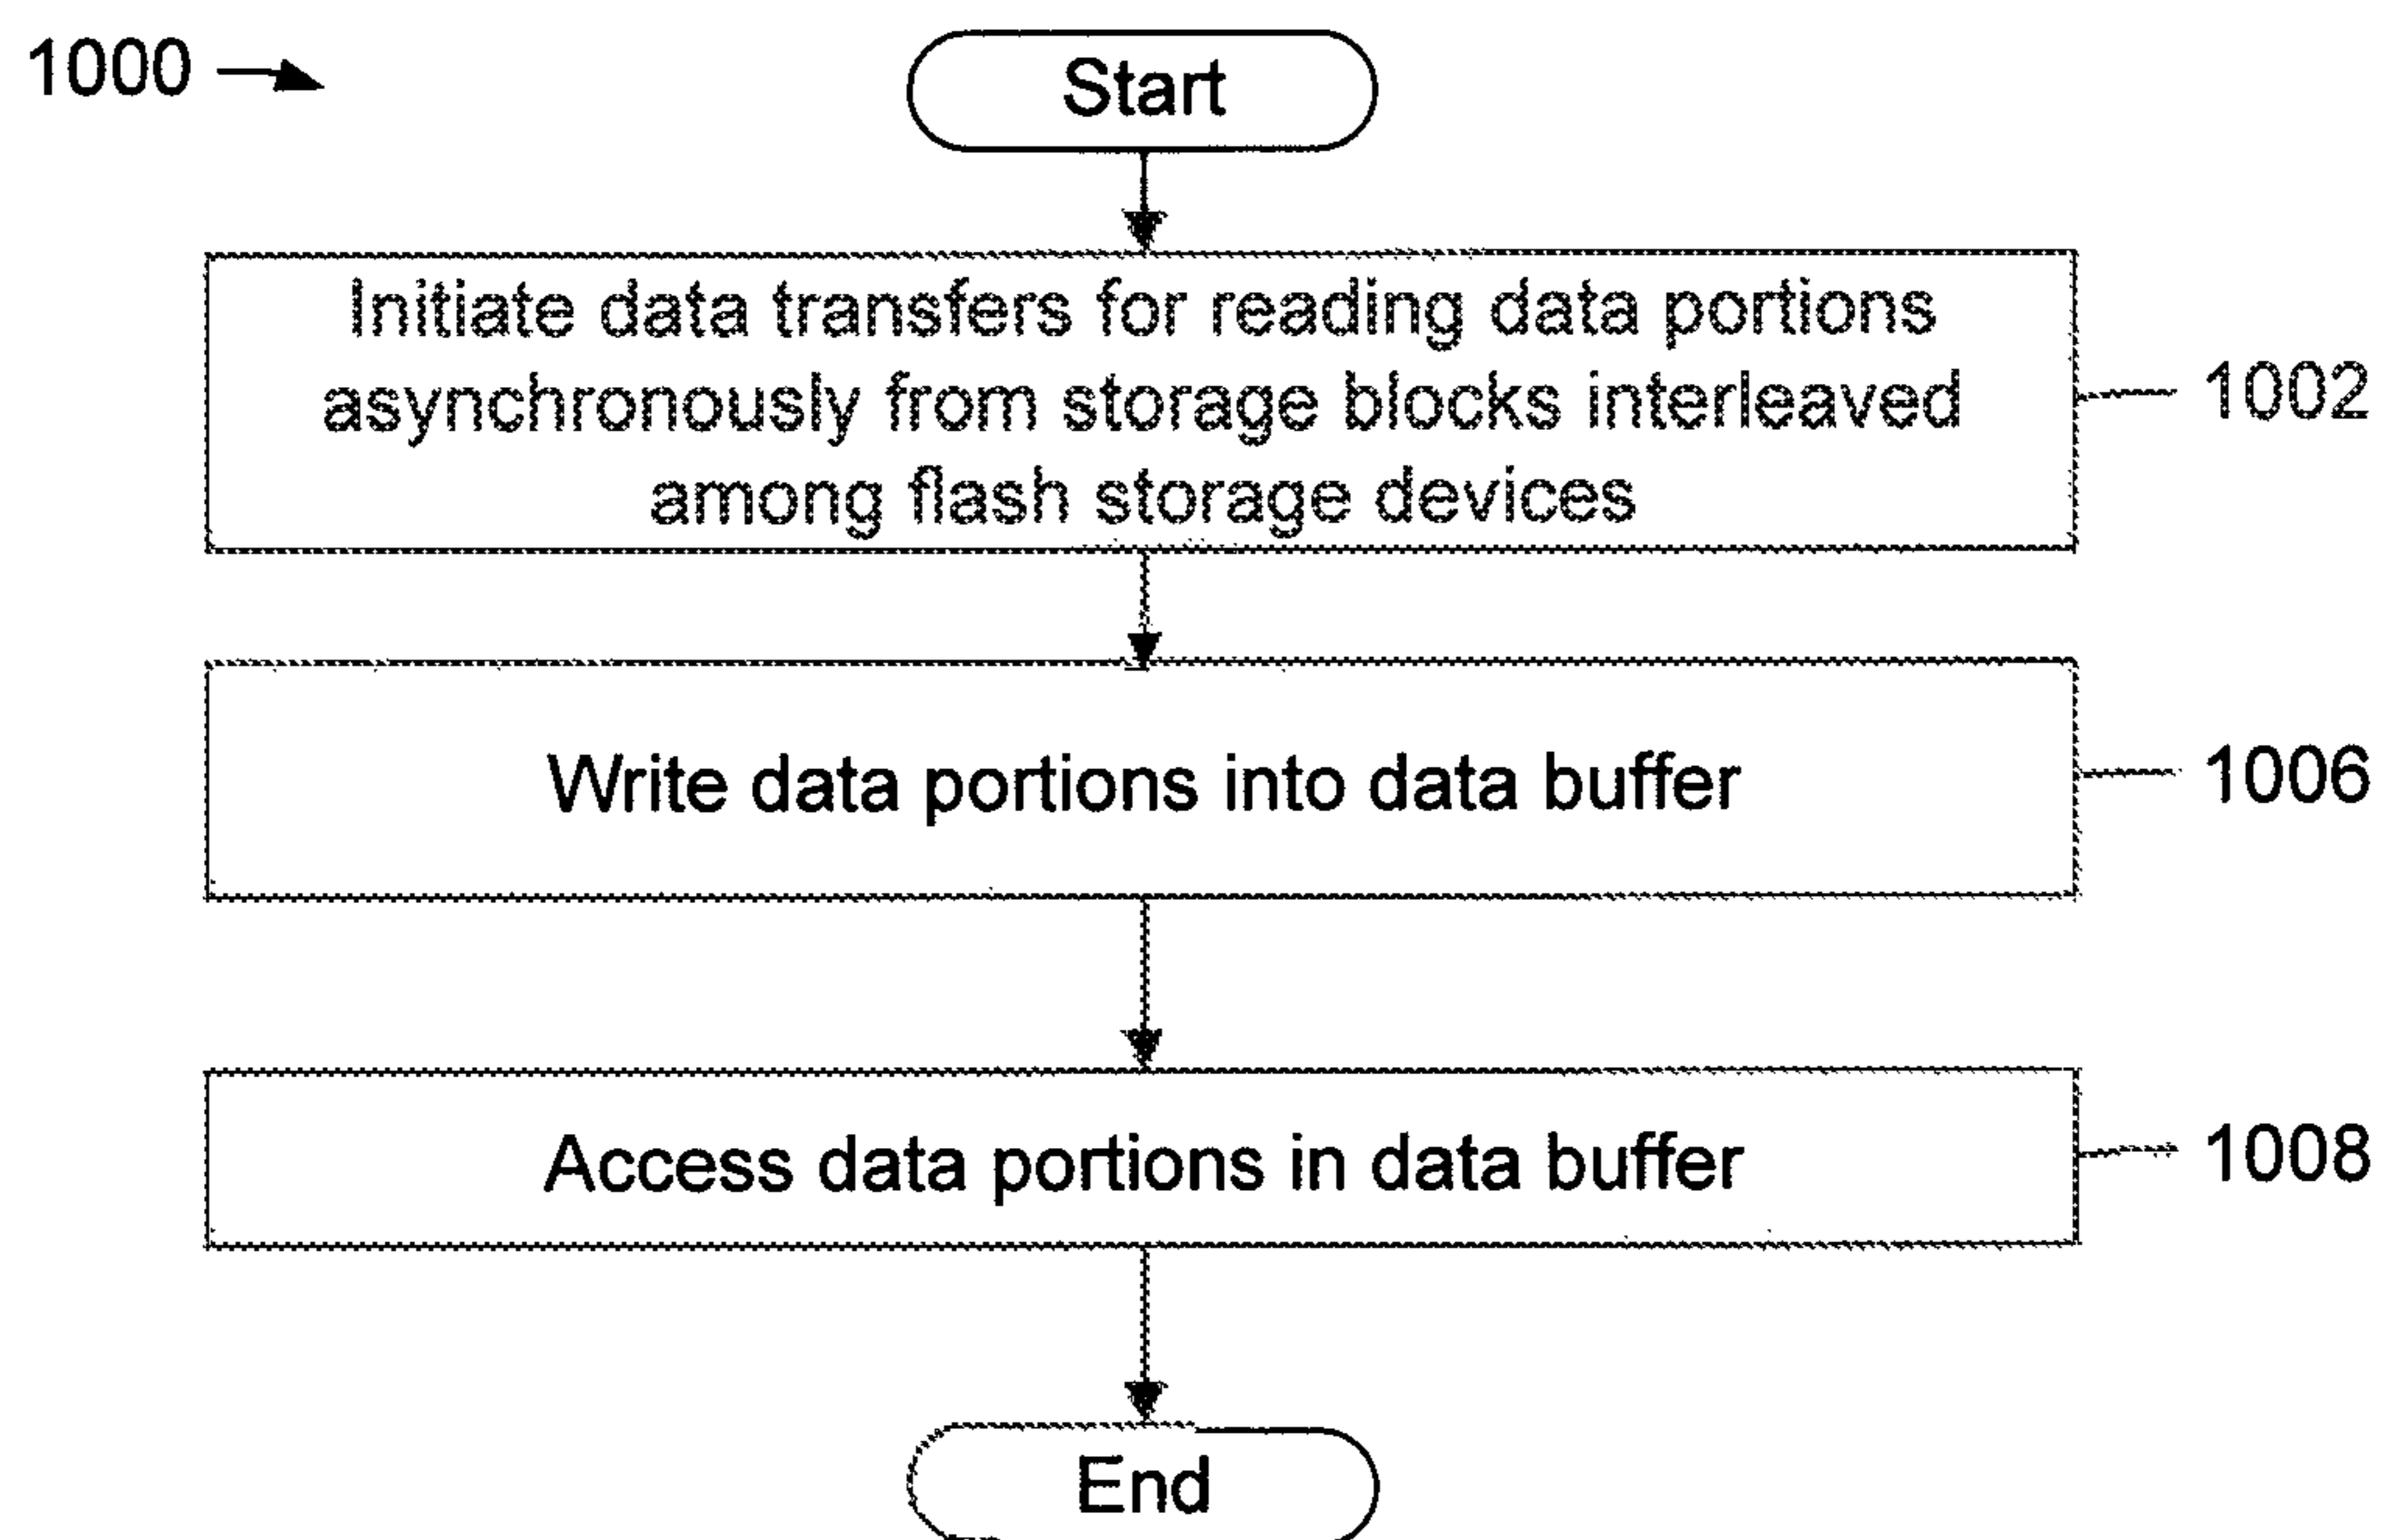 1000
Start
Initiate data transfers for reading data portions
asynchronously from storage blocks interleaved
among flash storage devices
1002
Write data portions into data buffer
1006
Access data portions in data buffer
1008
End